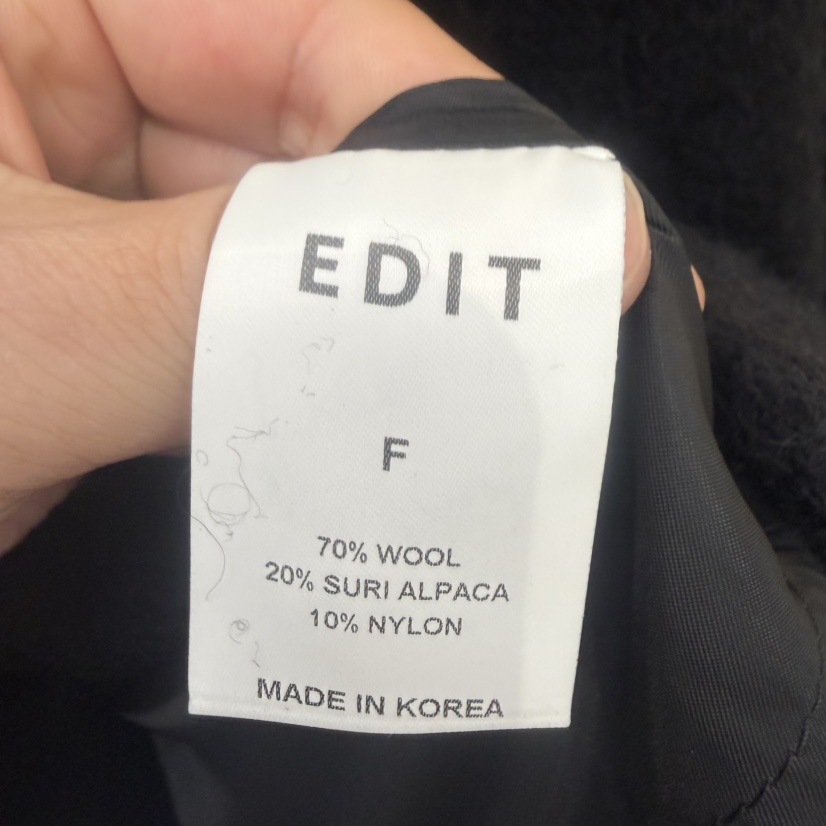 EDIT
F
70% WOOL
20% SURI ALPACA
10% NYLON
MADE IN KOREA